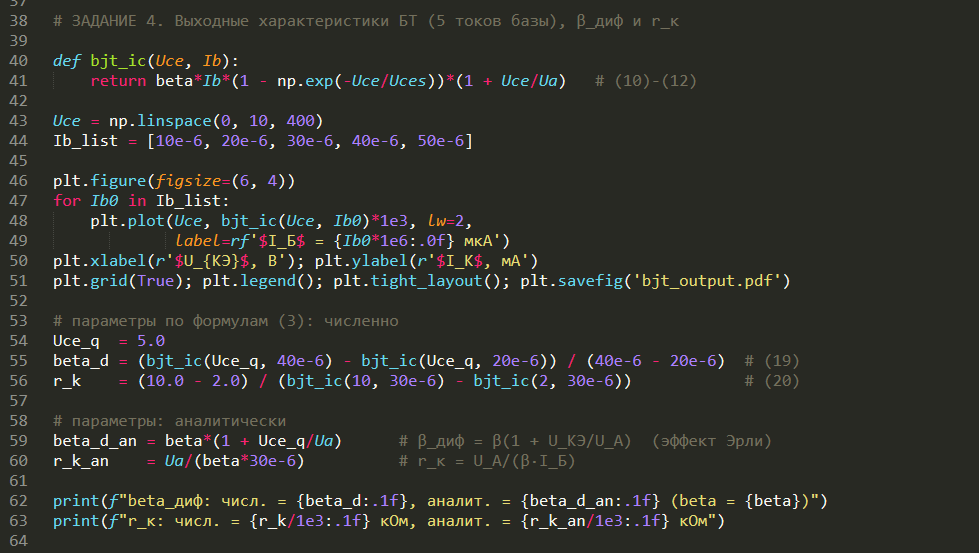 37
38 # ЗАДАНИЕ 4. Выходные характеристики БТ (5 токов базы), β_диф и r_к
39
40 def bjt_ic(Uce, Ib):
41     return beta*Ib*(1 - np.exp(-Uce/Uces))*(1 + Uce/Ua)   # (10)-(12)
42
43 Uce = np.linspace(0, 10, 400)
44 Ib_list = [10e-6, 20e-6, 30e-6, 40e-6, 50e-6]
45
46 plt.figure(figsize=(6, 4))
47 for Ib0 in Ib_list:
48     plt.plot(Uce, bjt_ic(Uce, Ib0)*1e3, lw=2,
49              label=rf'$I_Б$ = {Ib0*1e6:.0f} мкА')
50 plt.xlabel(r'$U_{КЭ}$, В'); plt.ylabel(r'$I_К$, мА')
51 plt.grid(True); plt.legend(); plt.tight_layout(); plt.savefig('bjt_output.pdf')
52
53 # параметры по формулам (3): численно
54 Uce_q  = 5.0
55 beta_d = (bjt_ic(Uce_q, 40e-6) - bjt_ic(Uce_q, 20e-6)) / (40e-6 - 20e-6)  # (19)
56 r_k    = (10.0 - 2.0) / (bjt_ic(10, 30e-6) - bjt_ic(2, 30e-6))            # (20)
57
58 # параметры: аналитически
59 beta_d_an = beta*(1 + Uce_q/Ua)      # β_диф = β(1 + U_КЭ/U_A)  (эффект Эрли)
60 r_k_an    = Ua/(beta*30e-6)          # r_к = U_A/(β·I_Б)
61
62 print(f"beta_диф: числ. = {beta_d:.1f}, аналит. = {beta_d_an:.1f} (beta = {beta})")
63 print(f"r_к: числ. = {r_k/1e3:.1f} кОм, аналит. = {r_k_an/1e3:.1f} кОм")
64